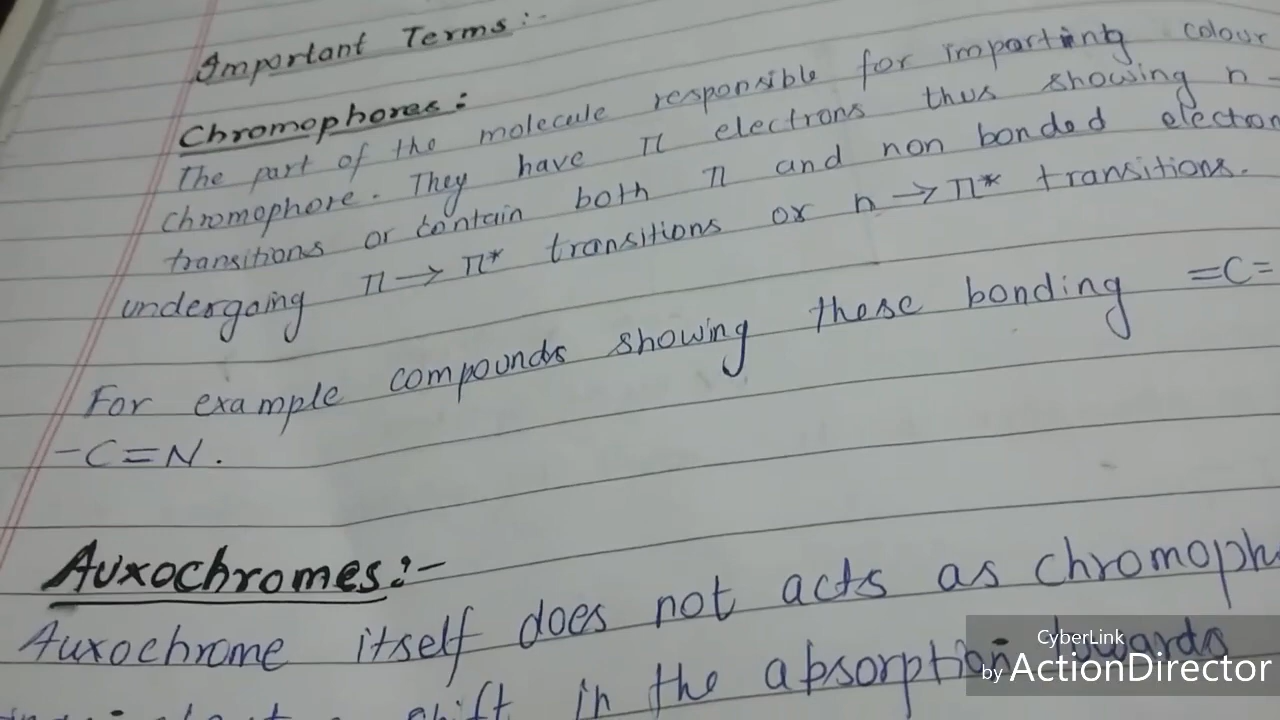 Important Terms:-
Chromophores:
The part of the molecule responsible for imparting colour
chromophore. They have π electrons thus showing n-
transitions or contain both π and non bonded electron
undergoing π → π* transitions or n → π* transitions.
For example compounds showing these bonding =C=
-C=N.
Auxochromes:-
Auxochrome itself does not acts as chromoph
shift in the absorption towards
CyberLink
by ActionDirector